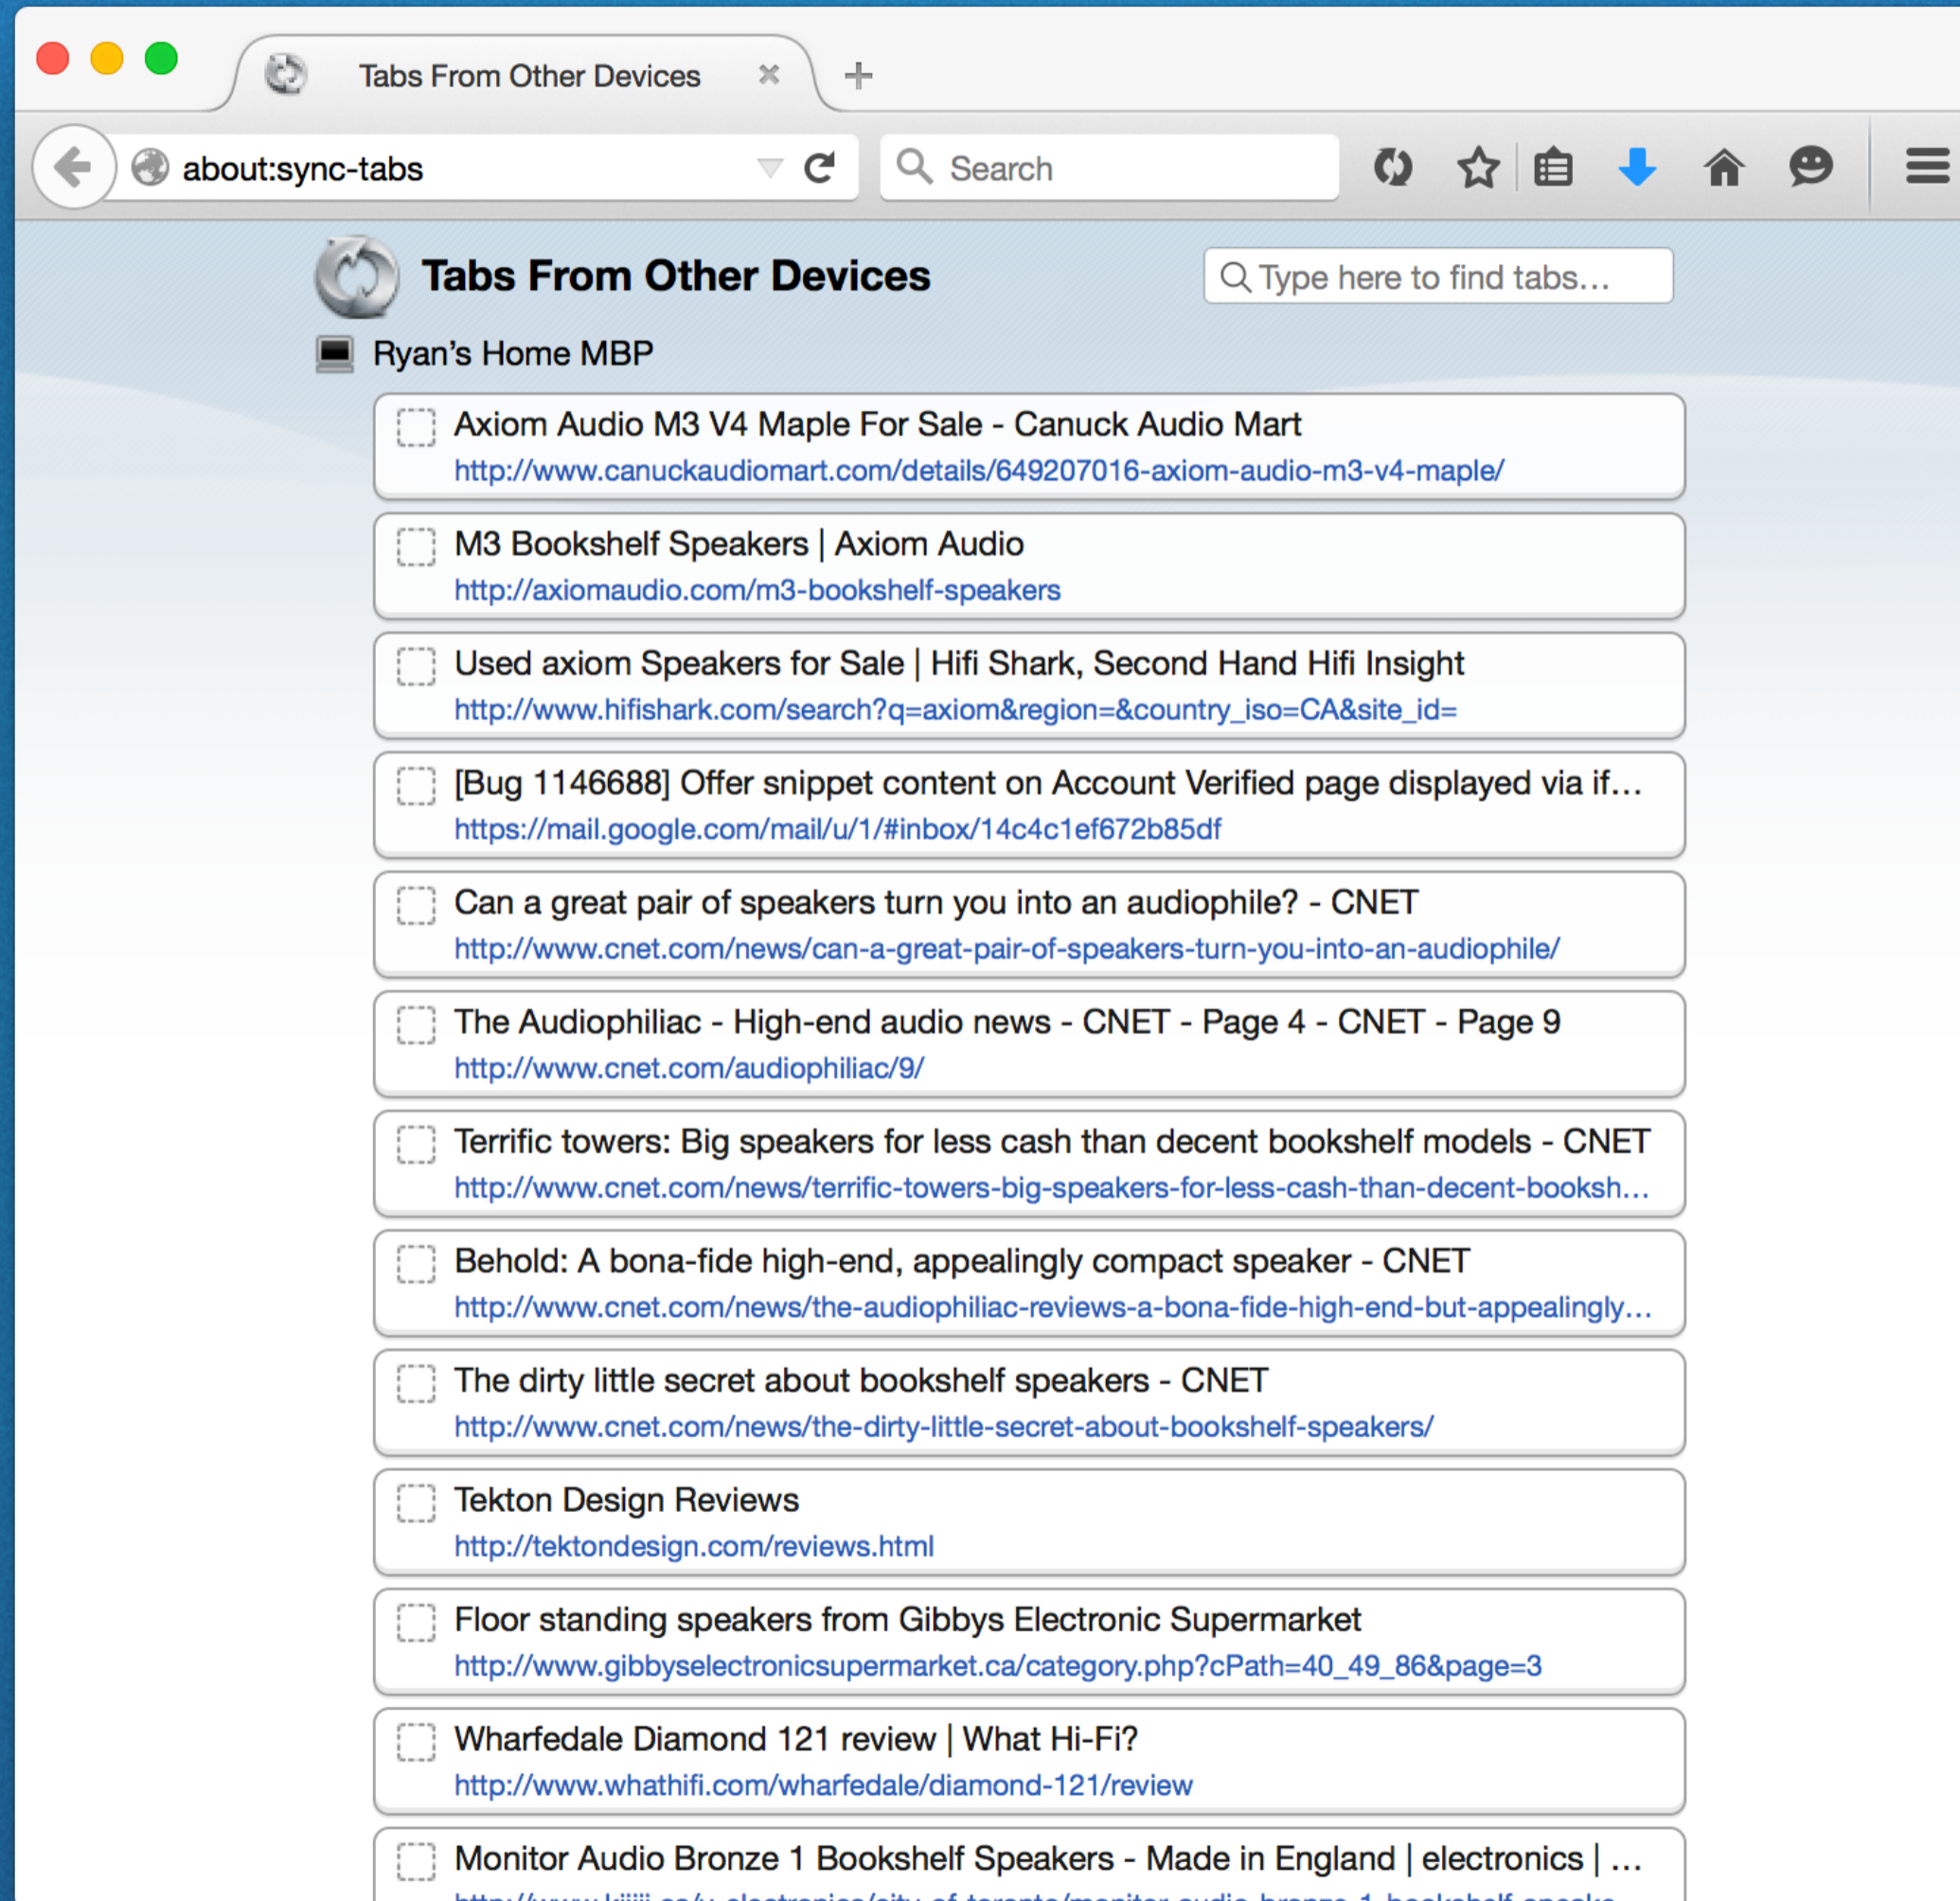 Tabs From Other Devices
about:sync-tabs
Search
Tabs From Other Devices
Type here to find tabs...
Ryan's Home MBP
Axiom Audio M3 V4 Maple For Sale - Canuck Audio Mart
http://www.canuckaudiomart.com/details/649207016-axiom-audio-m3-v4-maple/
M3 Bookshelf Speakers | Axiom Audio
http://axiomaudio.com/m3-bookshelf-speakers
Used axiom Speakers for Sale | Hifi Shark, Second Hand Hifi Insight
http://www.hifishark.com/search?q=axiom&region=&country_iso=CA&site_id=
[Bug 1146688] Offer snippet content on Account Verified page displayed via if...
https://mail.google.com/mail/u/1/#inbox/14c4c1ef672b85df
Can a great pair of speakers turn you into an audiophile? - CNET
http://www.cnet.com/news/can-a-great-pair-of-speakers-turn-you-into-an-audiophile/
The Audiophiliac - High-end audio news - CNET - Page 4 - CNET - Page 9
http://www.cnet.com/audiophiliac/9/
Terrific towers: Big speakers for less cash than decent bookshelf models - CNET
http://www.cnet.com/news/terrific-towers-big-speakers-for-less-cash-than-decent-booksh...
Behold: A bona-fide high-end, appealingly compact speaker - CNET
http://www.cnet.com/news/the-audiophiliac-reviews-a-bona-fide-high-end-but-appealingly...
The dirty little secret about bookshelf speakers - CNET
http://www.cnet.com/news/the-dirty-little-secret-about-bookshelf-speakers/
Tekton Design Reviews
http://tektondesign.com/reviews.html
Floor standing speakers from Gibbys Electronic Supermarket
http://www.gibbyselectronicsupermarket.ca/category.php?cPath=40_49_86&page=3
Wharfedale Diamond 121 review | What Hi-Fi?
http://www.whathifi.com/wharfedale/diamond-121/review
Monitor Audio Bronze 1 Bookshelf Speakers - Made in England | electronics | ...